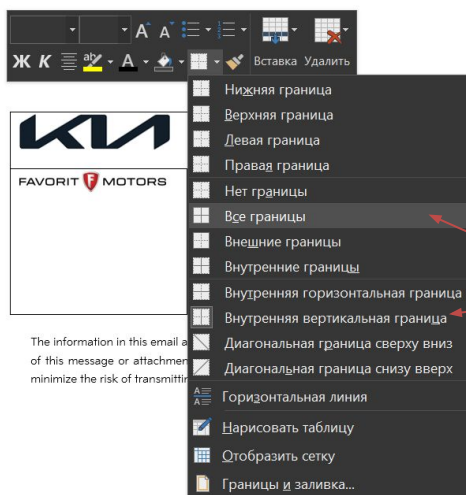 Ж К
Вставка Удалить
Нижняя граница
Верхняя граница
Левая граница
Правая граница
Нет границы
Все границы
Внешние границы
Внутренние границы
Внутренняя горизонтальная граница
Внутренняя вертикальная граница
Диагональная граница сверху вниз
Диагональная граница снизу вверх
Горизонтальная линия
Нарисовать таблицу
Отобразить сетку
Границы и заливка...
KIA
FAVORIT MOTORS
The information in this email
of this message or
minimize the risk of